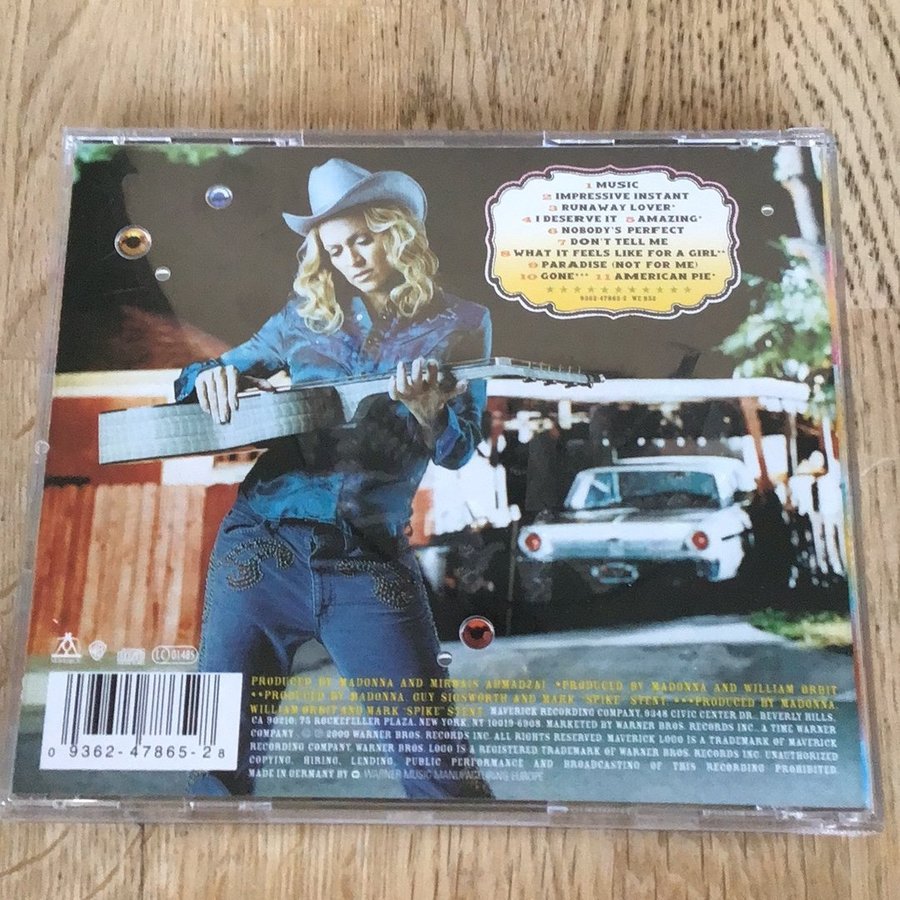 1 MUSIC
2 IMPRESSIVE INSTANT
3 RUNAWAY LOVER*
4 I DESERVE IT 5 AMAZING*
6 NOBODY'S PERFECT
7 DON'T TELL ME
8 WHAT IT FEELS LIKE FOR A GIRL**
9 PARADISE (NOT FOR ME)
10 GONE*** 11 AMERICAN PIE*
9362-47865-2 WE 852
LC 01485
PRODUCED BY MADONNA AND MIRWAIS AHMADZAI *PRODUCED BY MADONNA AND WILLIAM ORBIT
**PRODUCED BY MADONNA, GUY SIGSWORTH AND MARK "SPIKE" STENT ***PRODUCED BY MADONNA
WILLIAM ORBIT AND MARK "SPIKE" STENT MAVERICK RECORDING COMPANY, 9348 CIVIC CENTER DR., BEVERLY HILLS,
CA 90210; 75 ROCKEFELLER PLAZA, NEW YORK, NY 10019-6908. MARKETED BY WARNER BROS. RECORDS INC., A TIME WARNER
COMPANY. ℗ © 2000 WARNER BROS. RECORDS INC. ALL RIGHTS RESERVED. MAVERICK LOGO IS A TRADEMARK OF MAVERICK
RECORDING COMPANY. WARNER BROS. LOGO IS A REGISTERED TRADEMARK OF WARNER BROS. RECORDS INC. UNAUTHORIZED
COPYING, HIRING, LENDING, PUBLIC PERFORMANCE AND BROADCASTING OF THIS RECORDING PROHIBITED.
MADE IN GERMANY BY WARNER MUSIC MANUFACTURING EUROPE
0 9362-47865-2 8